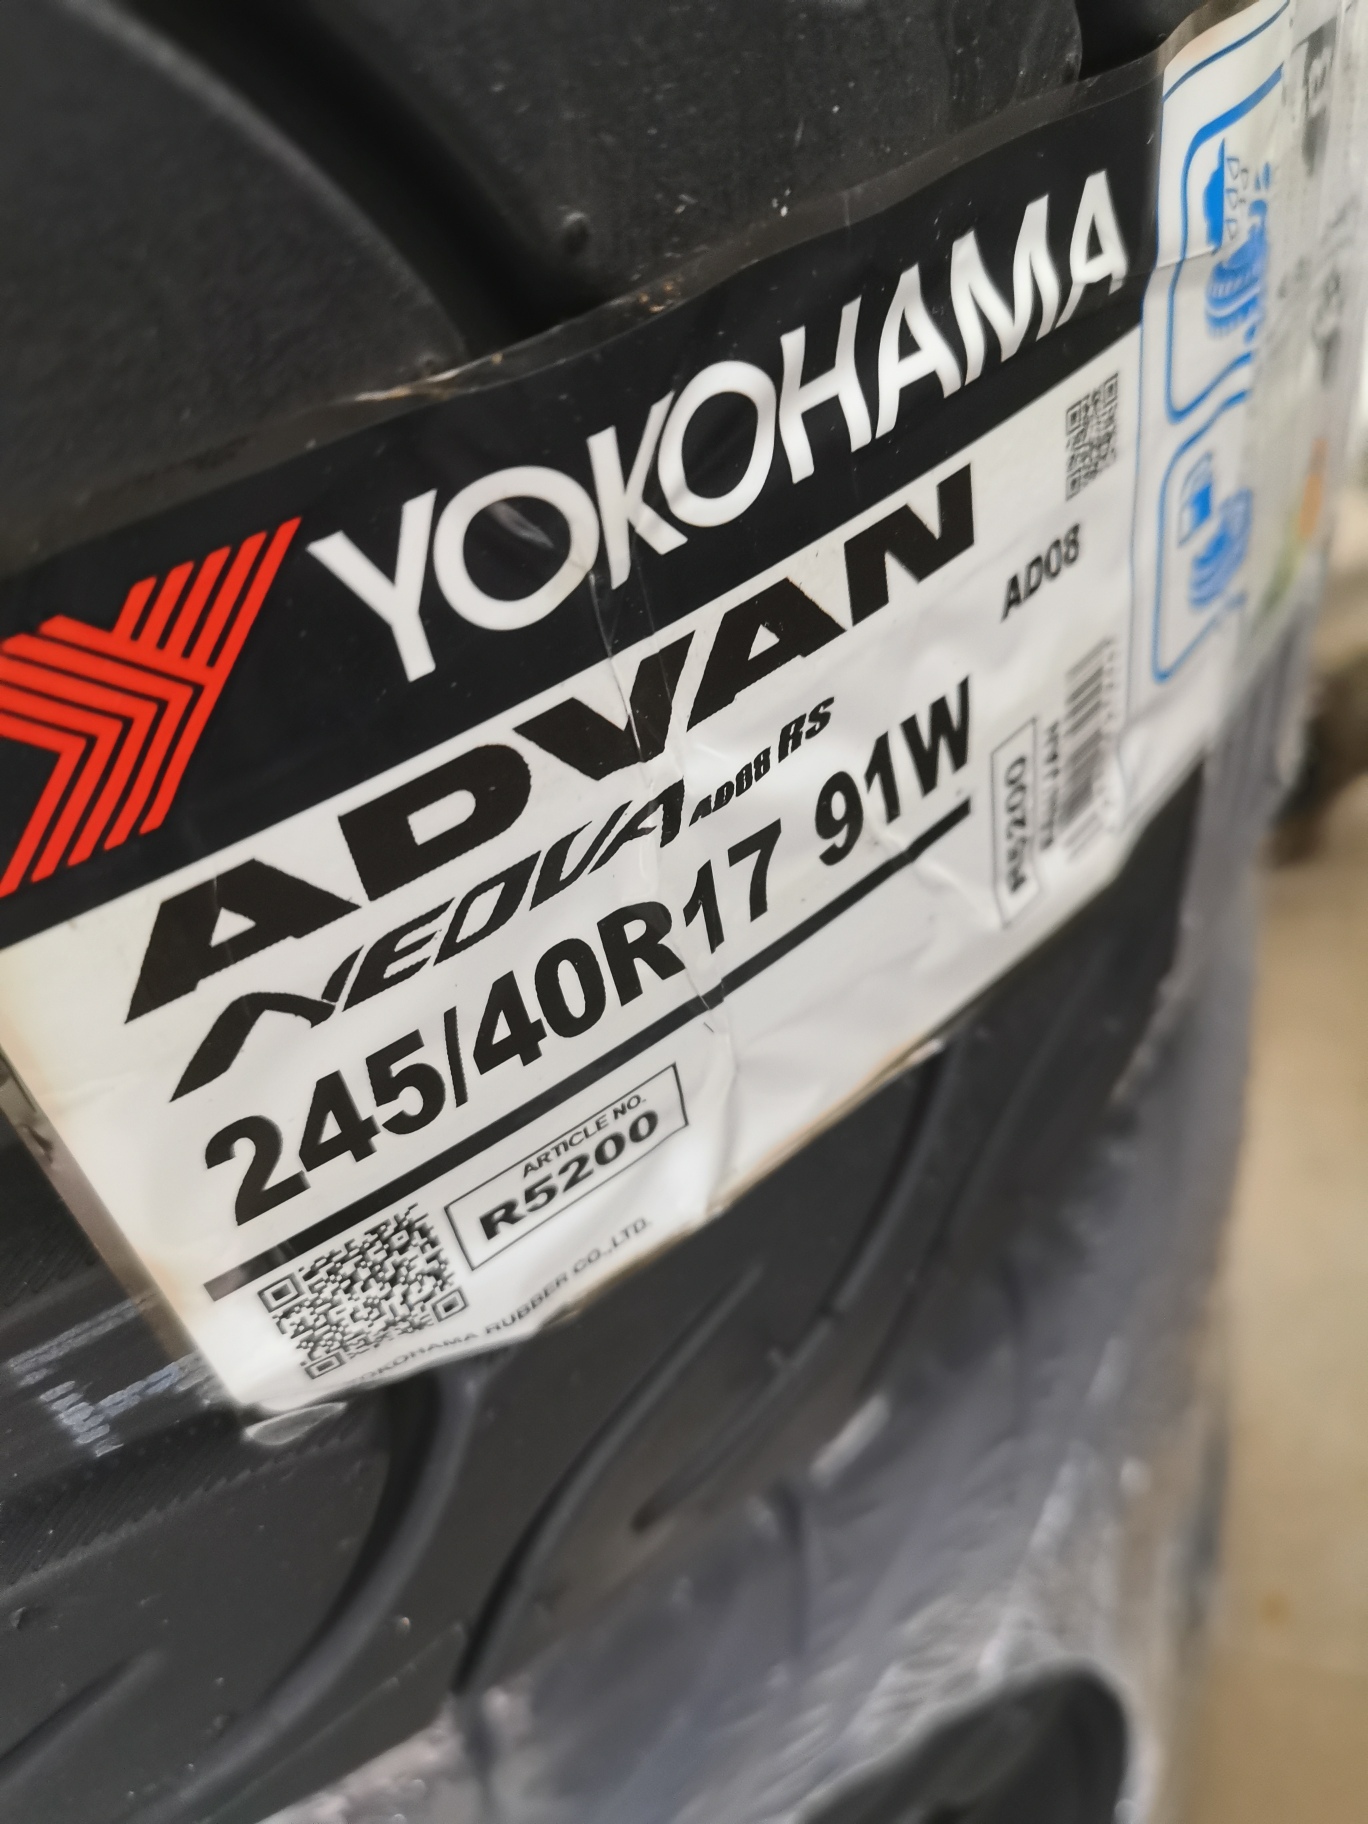 YOKOHAMA
ADVAN
NEOVA AD08 RS
245/40R17 91W
AD08
R5200
ARTICLE NO.
R5200
YOKOHAMA RUBBER CO.,LTD.